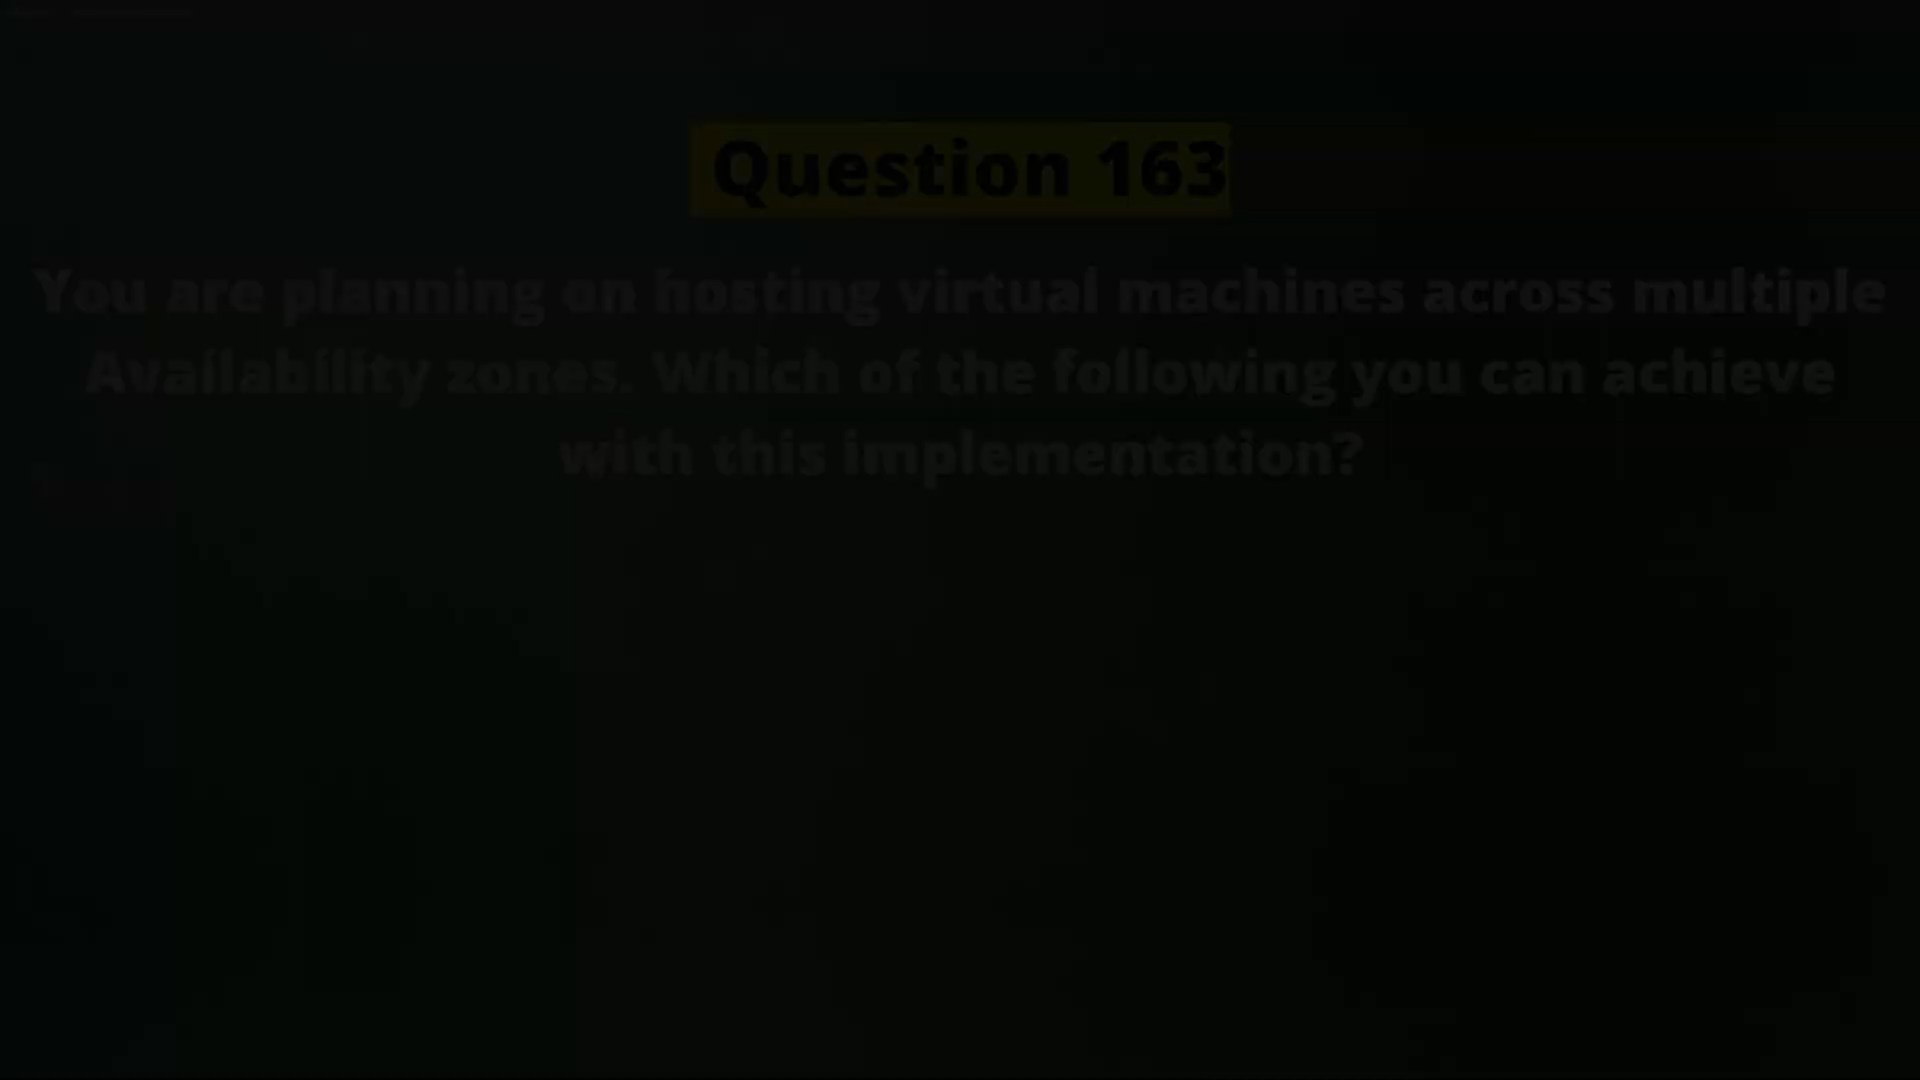 Question 163
You are planning on hosting virtual machines across multiple
Availability zones. Which of the following you can achieve
with this implementation?